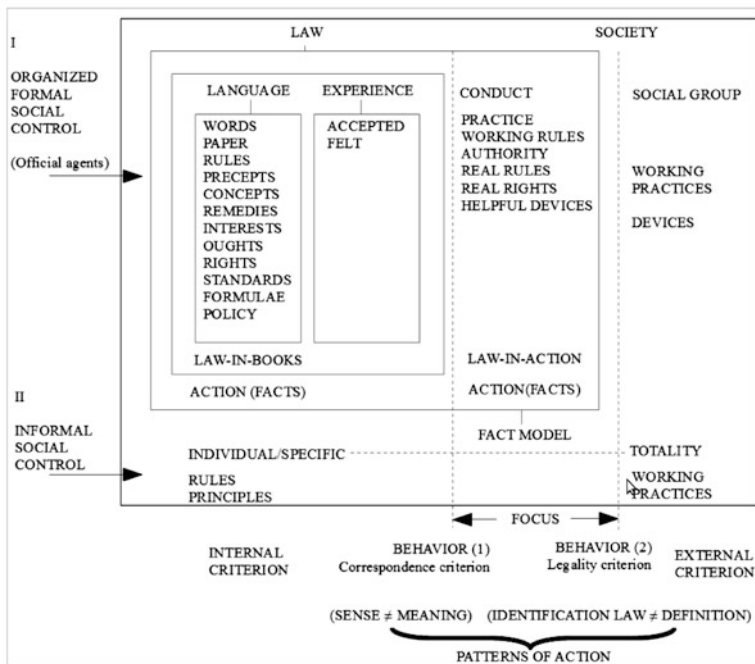 LAW
SOCIETY
I
ORGANIZED
FORMAL
SOCIAL
CONTROL
(Official agents)
LANGUAGE
WORDS
PAPER
RULES
PRECEPTS
CONCEPTS
REMEDIES
INTERESTS
OUGHTS
RIGHTS
STANDARDS
FORMULAE
POLICY
EXPERIENCE
ACCEPTED
FELT
LAW-IN-BOOKS
ACTION (FACTS)
CONDUCT
PRACTICE
WORKING RULES
AUTHORITY
REAL RULES
REAL RIGHTS
HELPFUL DEVICES
LAW-IN-ACTION
ACTION(FACTS)
SOCIAL GROUP
WORKING
PRACTICES
DEVICES
FACT MODEL
II
INFORMAL
SOCIAL
CONTROL
INDIVIDUAL/SPECIFIC
TOTALITY
RULES
PRINCIPLES
WORKING
PRACTICES
FOCUS
INTERNAL
CRITERION
BEHAVIOR (1)
Correspondence criterion
BEHAVIOR (2)
Legality criterion
EXTERNAL
CRITERION
(SENSE ≠ MEANING) (IDENTIFICATION LAW ≠ DEFINITION)
PATTERNS OF ACTION